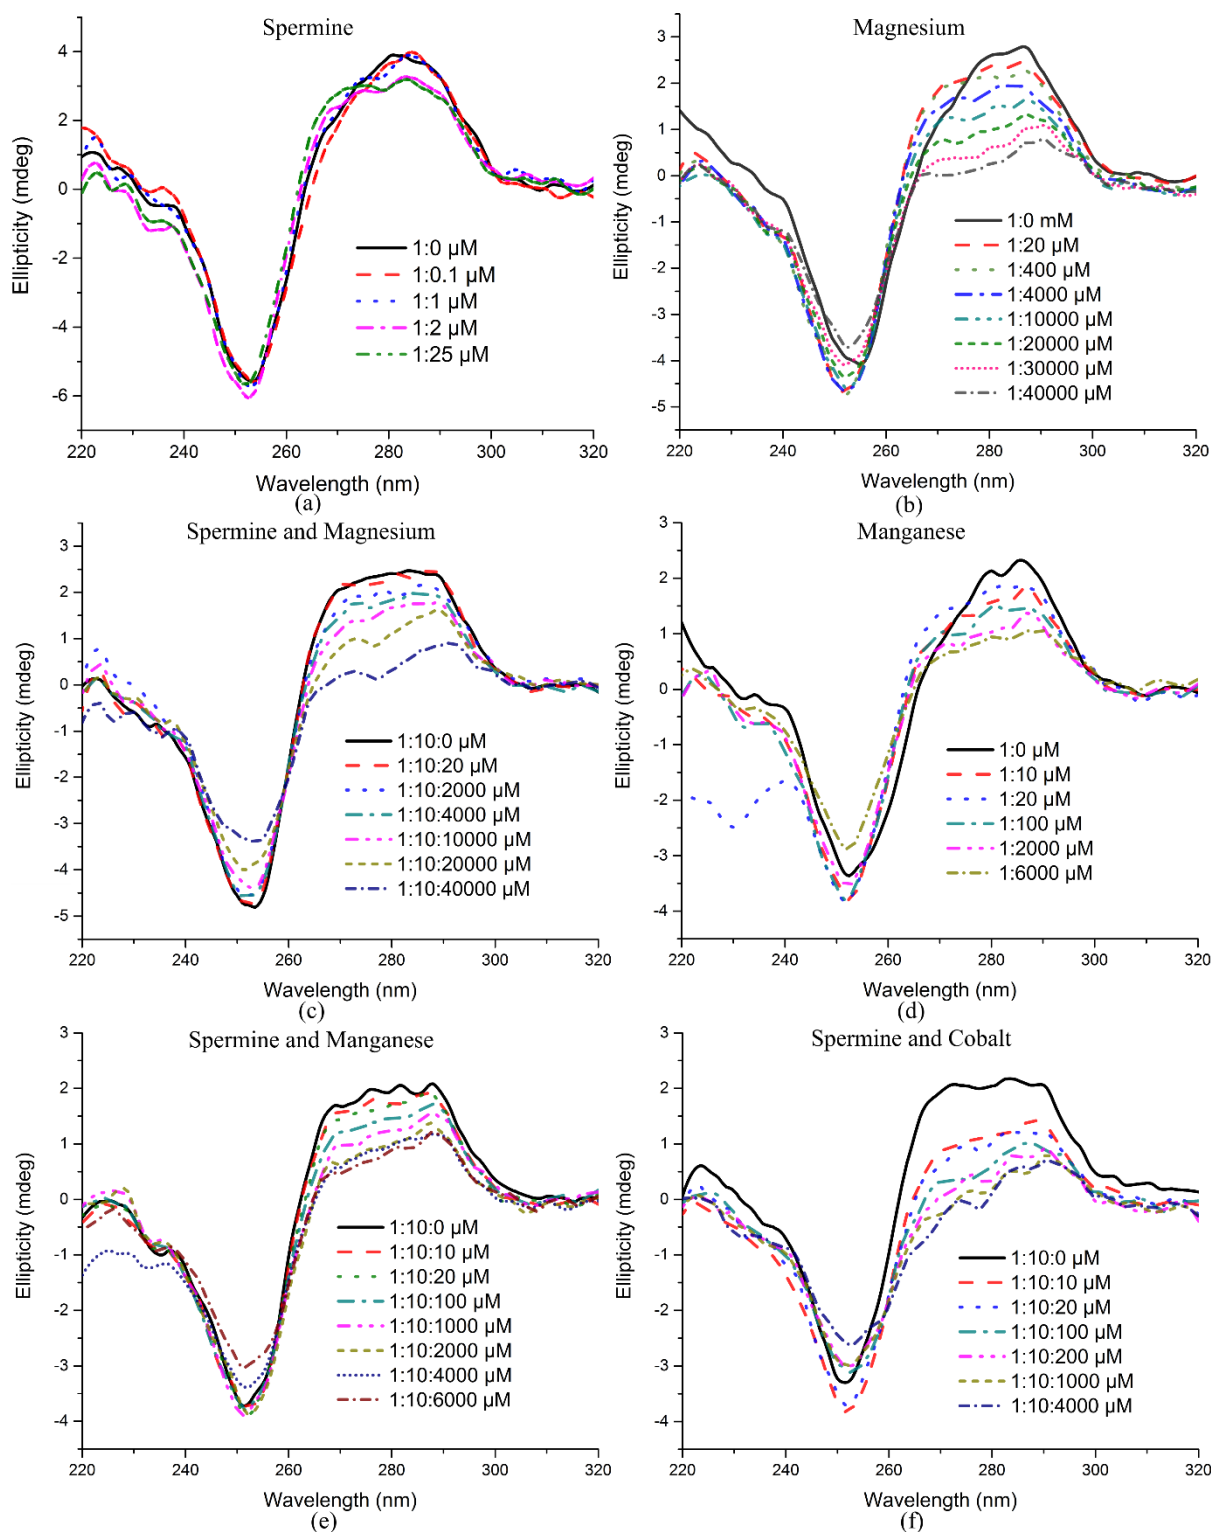 Spermine
Ellipticity (mdeg)
4
2
0
-2
-4
-6
1:0 µM
1:0.1 µM
1:1 µM
1:2 µM
1:25 µM
220 240 260 280 300 320
Wavelength (nm)
(a)
Magnesium
Ellipticity (mdeg)
3
2
1
0
-1
-2
-3
-4
-5
1:0 mM
1:20 µM
1:400 µM
1:4000 µM
1:10000 µM
1:20000 µM
1:30000 µM
1:40000 µM
220 240 260 280 300 320
Wavelength (nm)
(b)
Spermine and Magnesium
Ellipticity (mdeg)
3
2
1
0
-1
-2
-3
-4
-5
1:10:0 µM
1:10:20 µM
1:10:2000 µM
1:10:4000 µM
1:10:10000 µM
1:10:20000 µM
1:10:40000 µM
220 240 260 280 300 320
Wavelength (nm)
(c)
Manganese
Ellipticity (mdeg)
3
2
1
0
-1
-2
-3
-4
1:0 µM
1:10 µM
1:20 µM
1:100 µM
1:2000 µM
1:6000 µM
220 240 260 280 300 320
Wavelength (nm)
(d)
Spermine and Manganese
Ellipticity (mdeg)
3
2
1
0
-1
-2
-3
-4
1:10:0 µM
1:10:10 µM
1:10:20 µM
1:10:100 µM
1:10:1000 µM
1:10:2000 µM
1:10:4000 µM
1:10:6000 µM
220 240 260 280 300 320
Wavelength (nm)
(e)
Spermine and Cobalt
Ellipticity (mdeg)
3
2
1
0
-1
-2
-3
-4
1:10:0 µM
1:10:10 µM
1:10:20 µM
1:10:100 µM
1:10:200 µM
1:10:1000 µM
1:10:4000 µM
220 240 260 280 300 320
Wavelength (nm)
(f)